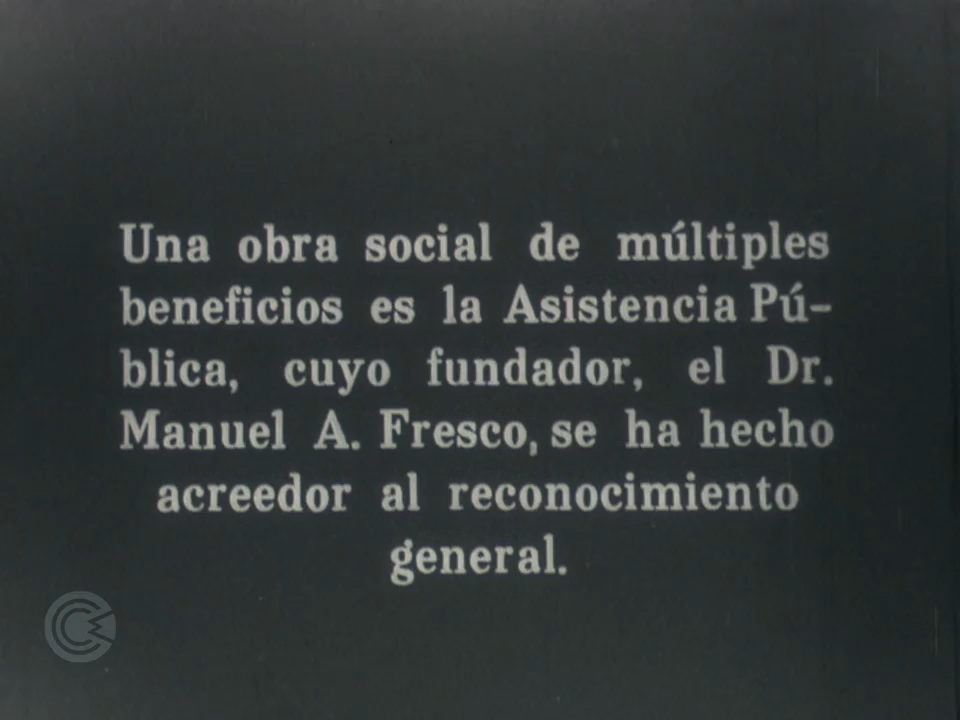 Una obra social de múltiples
beneficios es la Asistencia Pú-
blica, cuyo fundador, el Dr.
Manuel A. Fresco, se ha hecho
acreedor al reconocimiento
general.